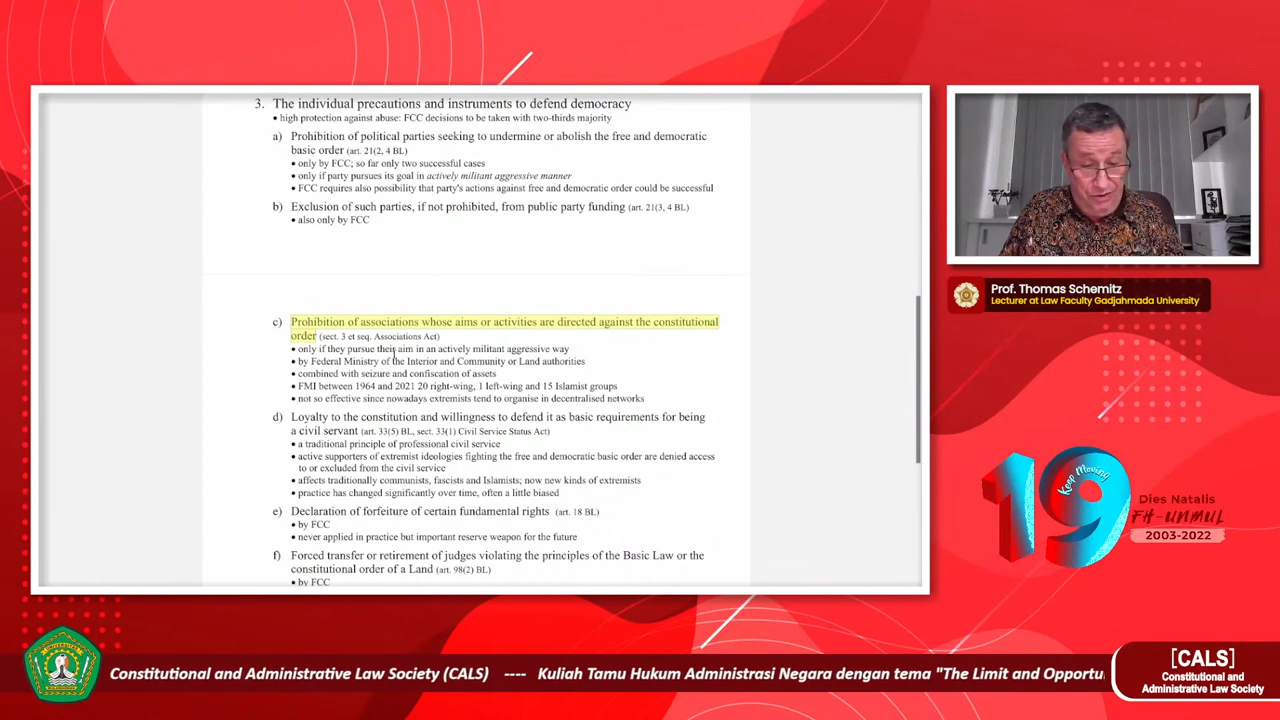 3. The individual precautions and instruments to defend democracy
• high protection against abuse: FCC decisions to be taken with two-thirds majority
a) Prohibition of political parties seeking to undermine or abolish the free and democratic
basic order (art. 21(2, 4 BL)
• only by FCC; so far only two successful cases
• only if party pursues its goal in actively militant aggressive manner
• FCC requires also possibility that party's actions against free and democratic order could be successful
b) Exclusion of such parties, if not prohibited, from public party funding (art. 21(3, 4 BL)
• also only by FCC
c) Prohibition of associations whose aims or activities are directed against the constitutional
order (sect. 3 et seq. Associations Act)
• only if they pursue their aim in an actively militant aggressive way
• by Federal Ministry of the Interior and Community or Land authorities
• combined with seizure and confiscation of assets
• FMI between 1964 and 2021 20 right-wing, 1 left-wing and 15 Islamist groups
• not so effective since nowadays extremists tend to organise in decentralised networks
d) Loyalty to the constitution and willingness to defend it as basic requirements for being
a civil servant (art. 33(5) BL, sect. 33(1) Civil Service Status Act)
• a traditional principle of professional civil service
• active supporters of extremist ideologies fighting the free and democratic basic order are denied access
to or excluded from the civil service
• affects traditionally communists, fascists and Islamists; now new kinds of extremists
• practice has changed significantly over time, often a little biased
e) Declaration of forfeiture of certain fundamental rights (art. 18 BL)
• by FCC
• never applied in practice but important reserve weapon for the future
f) Forced transfer or retirement of judges violating the principles of the Basic Law or the
constitutional order of a Land (art. 98(2) BL)
• by FCC
Prof. Thomas Schemitz
Lecturer at Law Faculty Gadjahmada University
19
Keep Moving
Dies Natalis
FH-UNMUL
2003-2022
Constitutional and Administrative Law Society (CALS) ---- Kuliah Tamu Hukum Administrasi Negara dengan tema "The Limit and Opportu
[CALS]
Constitutional and
Administrative Law Society